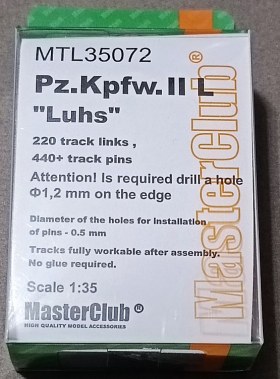 MTL35072
Pz.Kpfw. II L
"Luhs"
220 track links ,
440+ track pins
Attention! Is required drill a hole
Φ1,2 mm on the edge
Diameter of the holes for Installation
of pins - 0.5 mm
Tracks fully workable after assembly.
No glue required.
Scale 1:35
MasterClub ®
HIGH QUALITY MODEL ACCESSORIES
MasterClub®